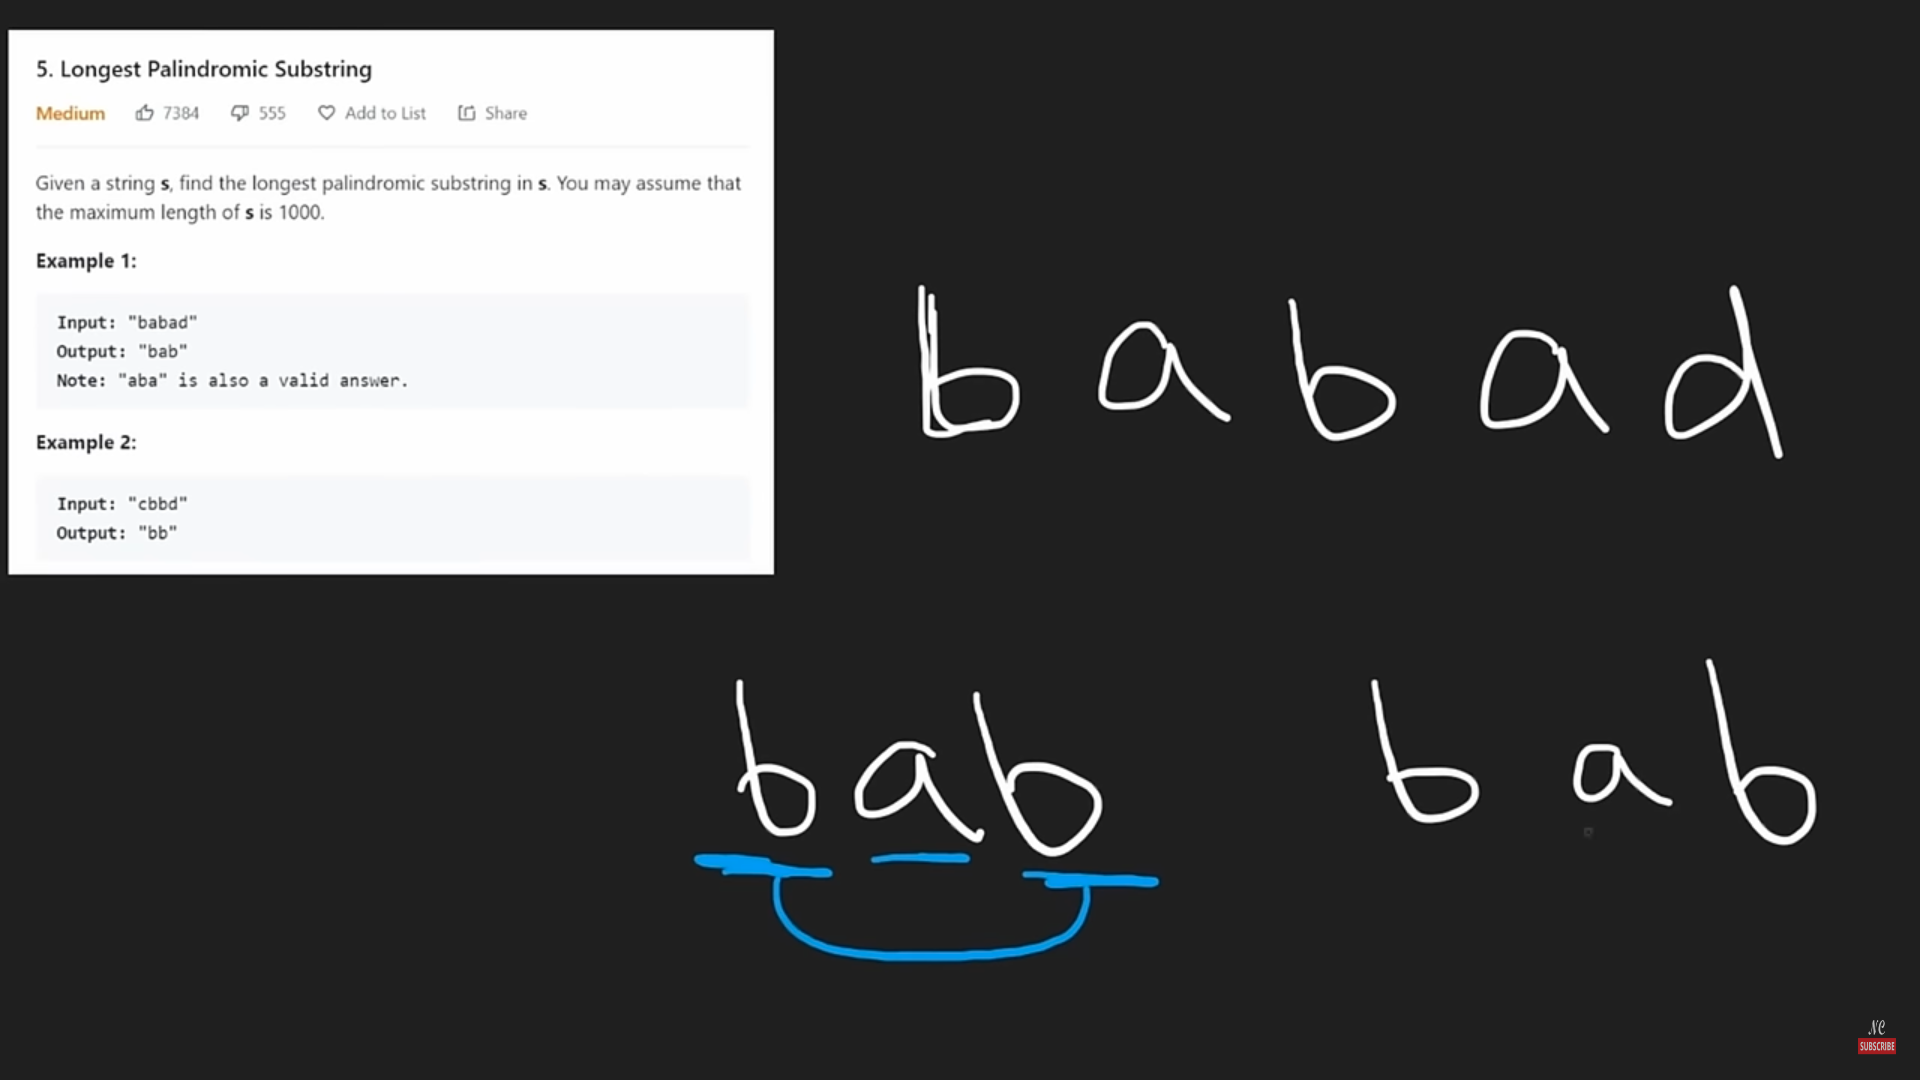 5. Longest Palindromic Substring
Medium 7384 555 Add to List Share
Given a string s, find the longest palindromic substring in s. You may assume that
the maximum length of s is 1000.
Example 1:
Input: "babad"
Output: "bab"
Note: "aba" is also a valid answer.
Example 2:
Input: "cbbd"
Output: "bb"
b a b a d
bab
b a b
NC
SUBSCRIBE